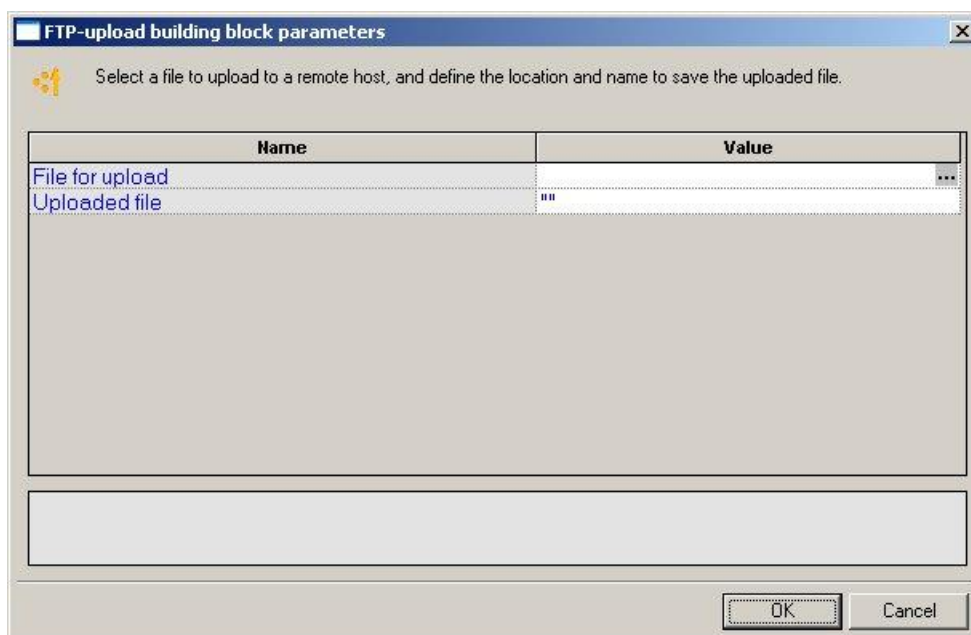 FTP-upload building block parameters
Select a file to upload to a remote host, and define the location and name to save the uploaded file.
Name Value
File for upload ...
Uploaded file ""
OK Cancel